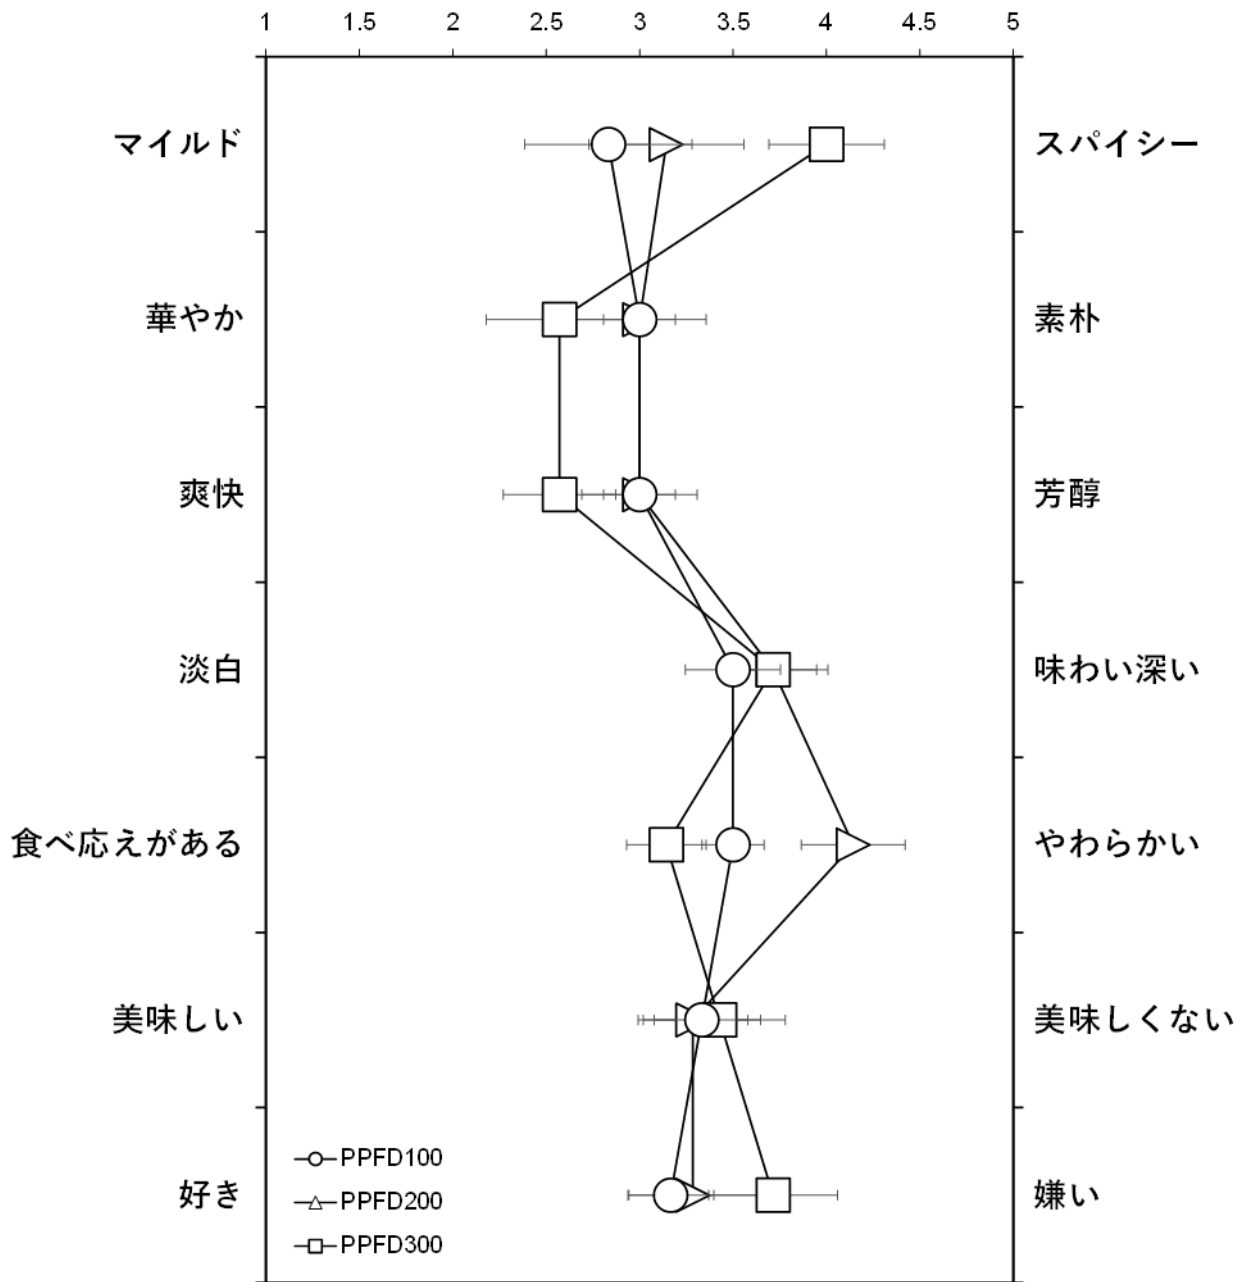 1 1.5 2 2.5 3 3.5 4 4.5 5
マイルド スパイシー
華やか 素朴
爽快 芳醇
淡白 味わい深い
食べ応えがある やわらかい
美味しい 美味しくない
好き 嫌い
PPFD100
PPFD200
PPFD300